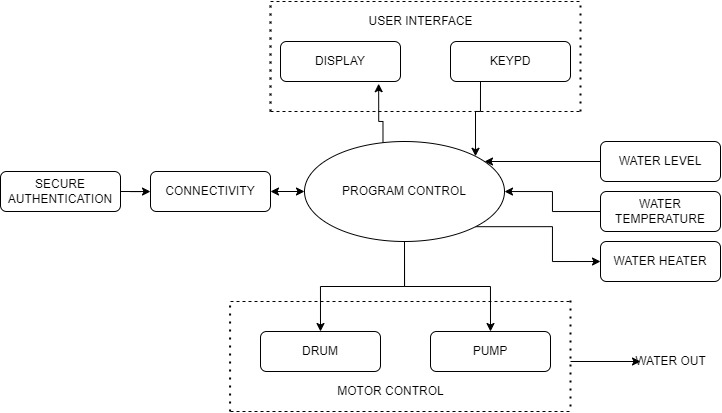 USER INTERFACE
DISPLAY
KEYPD
SECURE
AUTHENTICATION
CONNECTIVITY
PROGRAM CONTROL
WATER LEVEL
WATER
TEMPERATURE
WATER HEATER
DRUM
PUMP
WATER OUT
MOTOR CONTROL